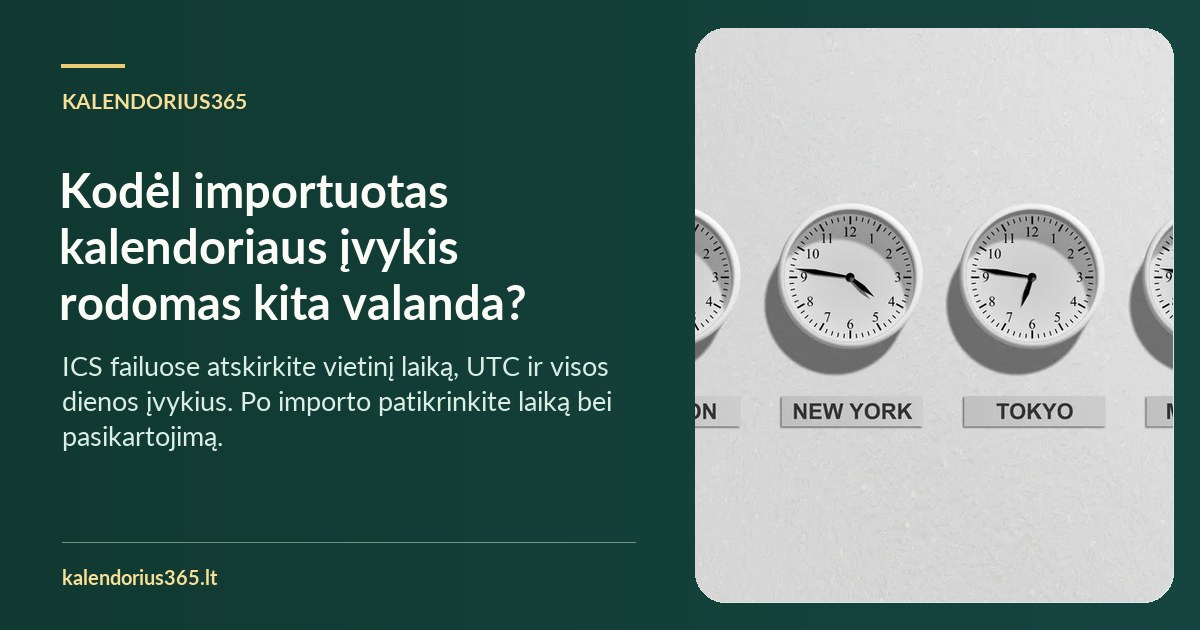 KALENDORIUS365
Kodėl importuotas
kalendoriaus įvykis
rodomas kita valanda?
ICS failuose atskirkite vietinį laiką, UTC ir visos
dienos įvykius. Po importo patikrinkite laiką bei
pasikartojimą.
kalendorius365.lt
NEW YORK
TOKYO